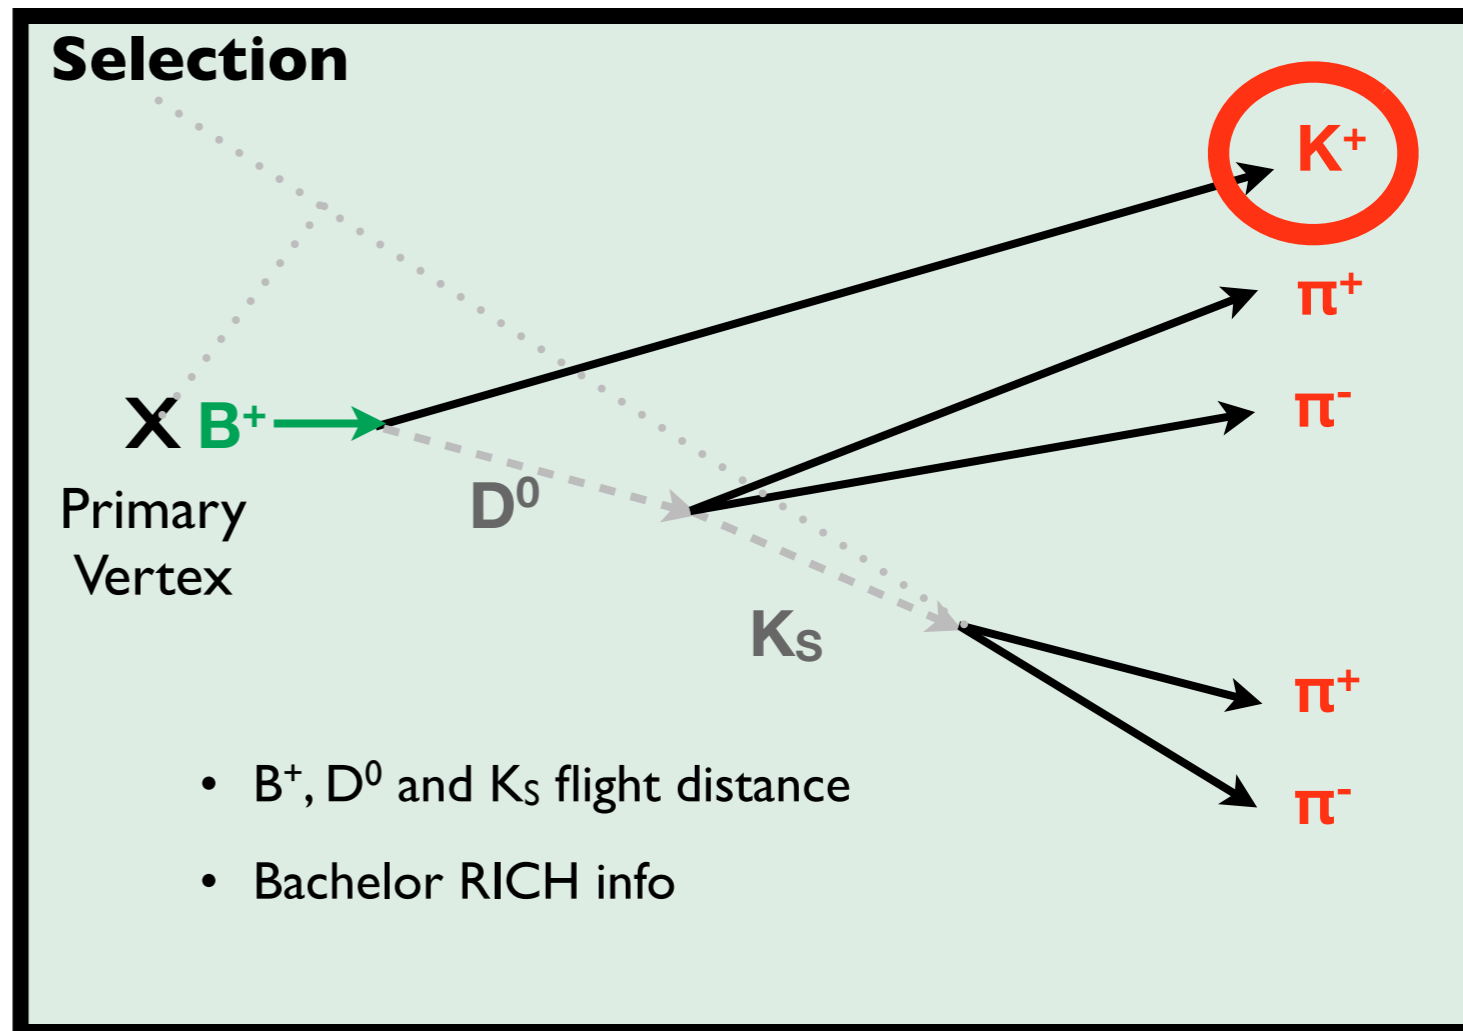 Selection
K⁺
π⁺
X B⁺
π⁻
D⁰
Primary
Vertex
Kₛ
π⁺
• B⁺, D⁰ and Kₛ flight distance
π⁻
• Bachelor RICH info